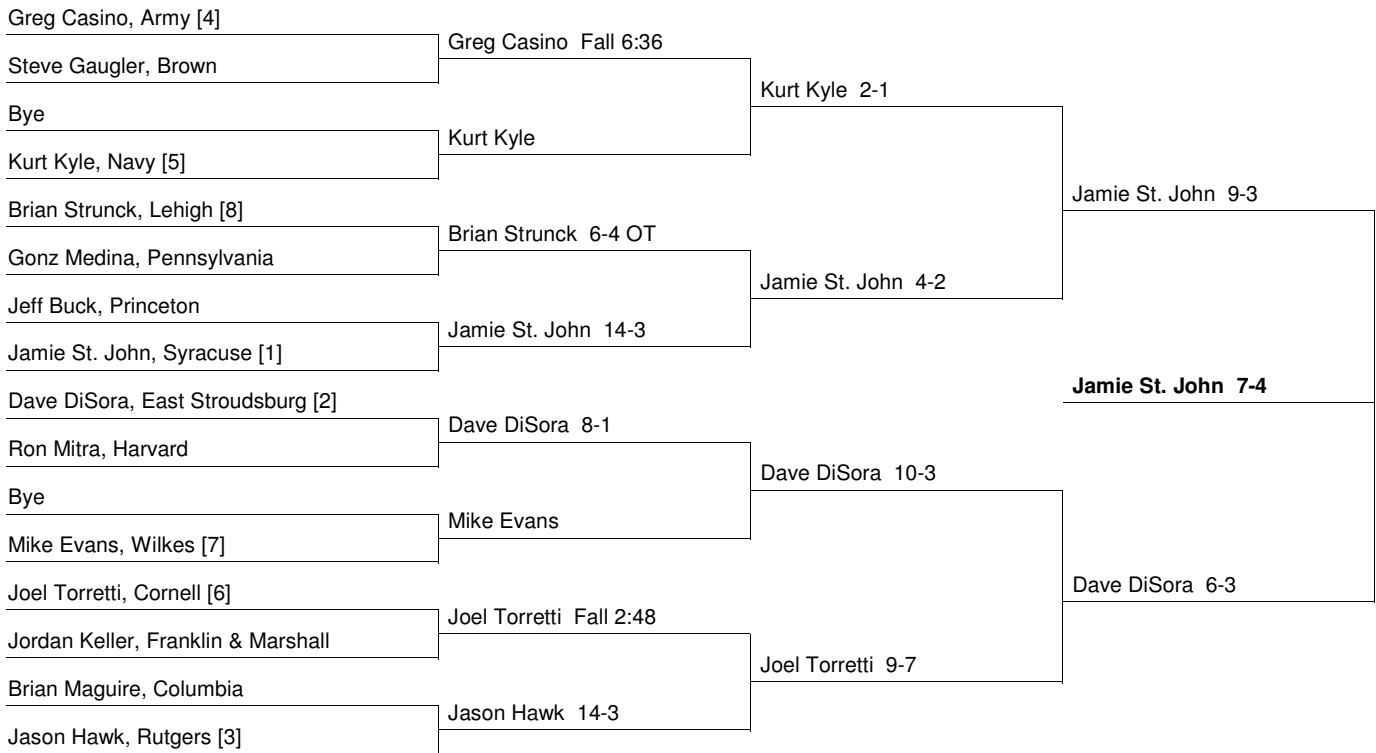 Greg Casino, Army [4]
Steve Gaugler, Brown
Bye
Kurt Kyle, Navy [5]
Brian Strunck, Lehigh [8]
Gonz Medina, Pennsylvania
Jeff Buck, Princeton
Jamie St. John, Syracuse [1]
Dave DiSora, East Stroudsburg [2]
Ron Mitra, Harvard
Bye
Mike Evans, Wilkes [7]
Joel Torretti, Cornell [6]
Jordan Keller, Franklin & Marshall
Brian Maguire, Columbia
Jason Hawk, Rutgers [3]
Greg Casino Fall 6:36
Kurt Kyle
Brian Strunck 6-4 OT
Jamie St. John 14-3
Dave DiSora 8-1
Mike Evans
Joel Torretti Fall 2:48
Jason Hawk 14-3
Kurt Kyle 2-1
Jamie St. John 4-2
Dave DiSora 10-3
Joel Torretti 9-7
Jamie St. John 9-3
Dave DiSora 6-3
Jamie St. John 7-4